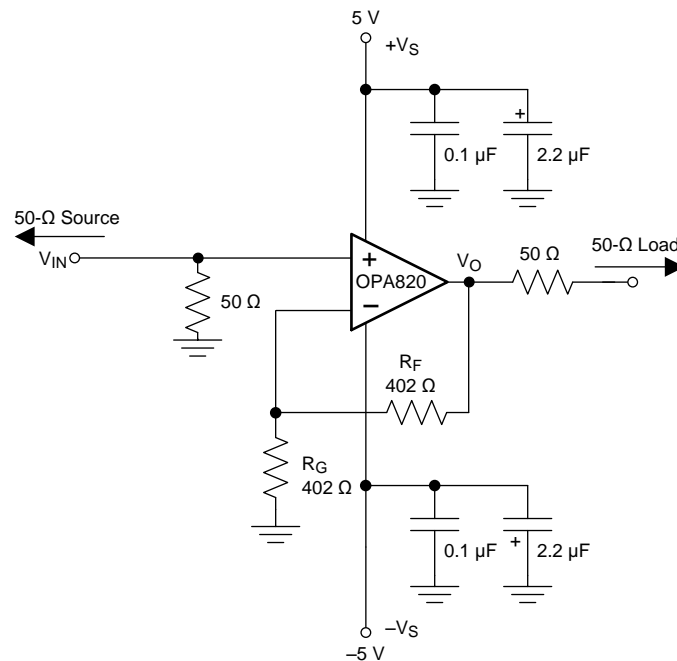 5 V
+VS
+
0.1 µF
2.2 µF
50-Ω Source
VIN
50 Ω
+
OPA820
–
VO
50 Ω
50-Ω Load
RF
402 Ω
RG
402 Ω
0.1 µF
+
2.2 µF
–VS
–5 V